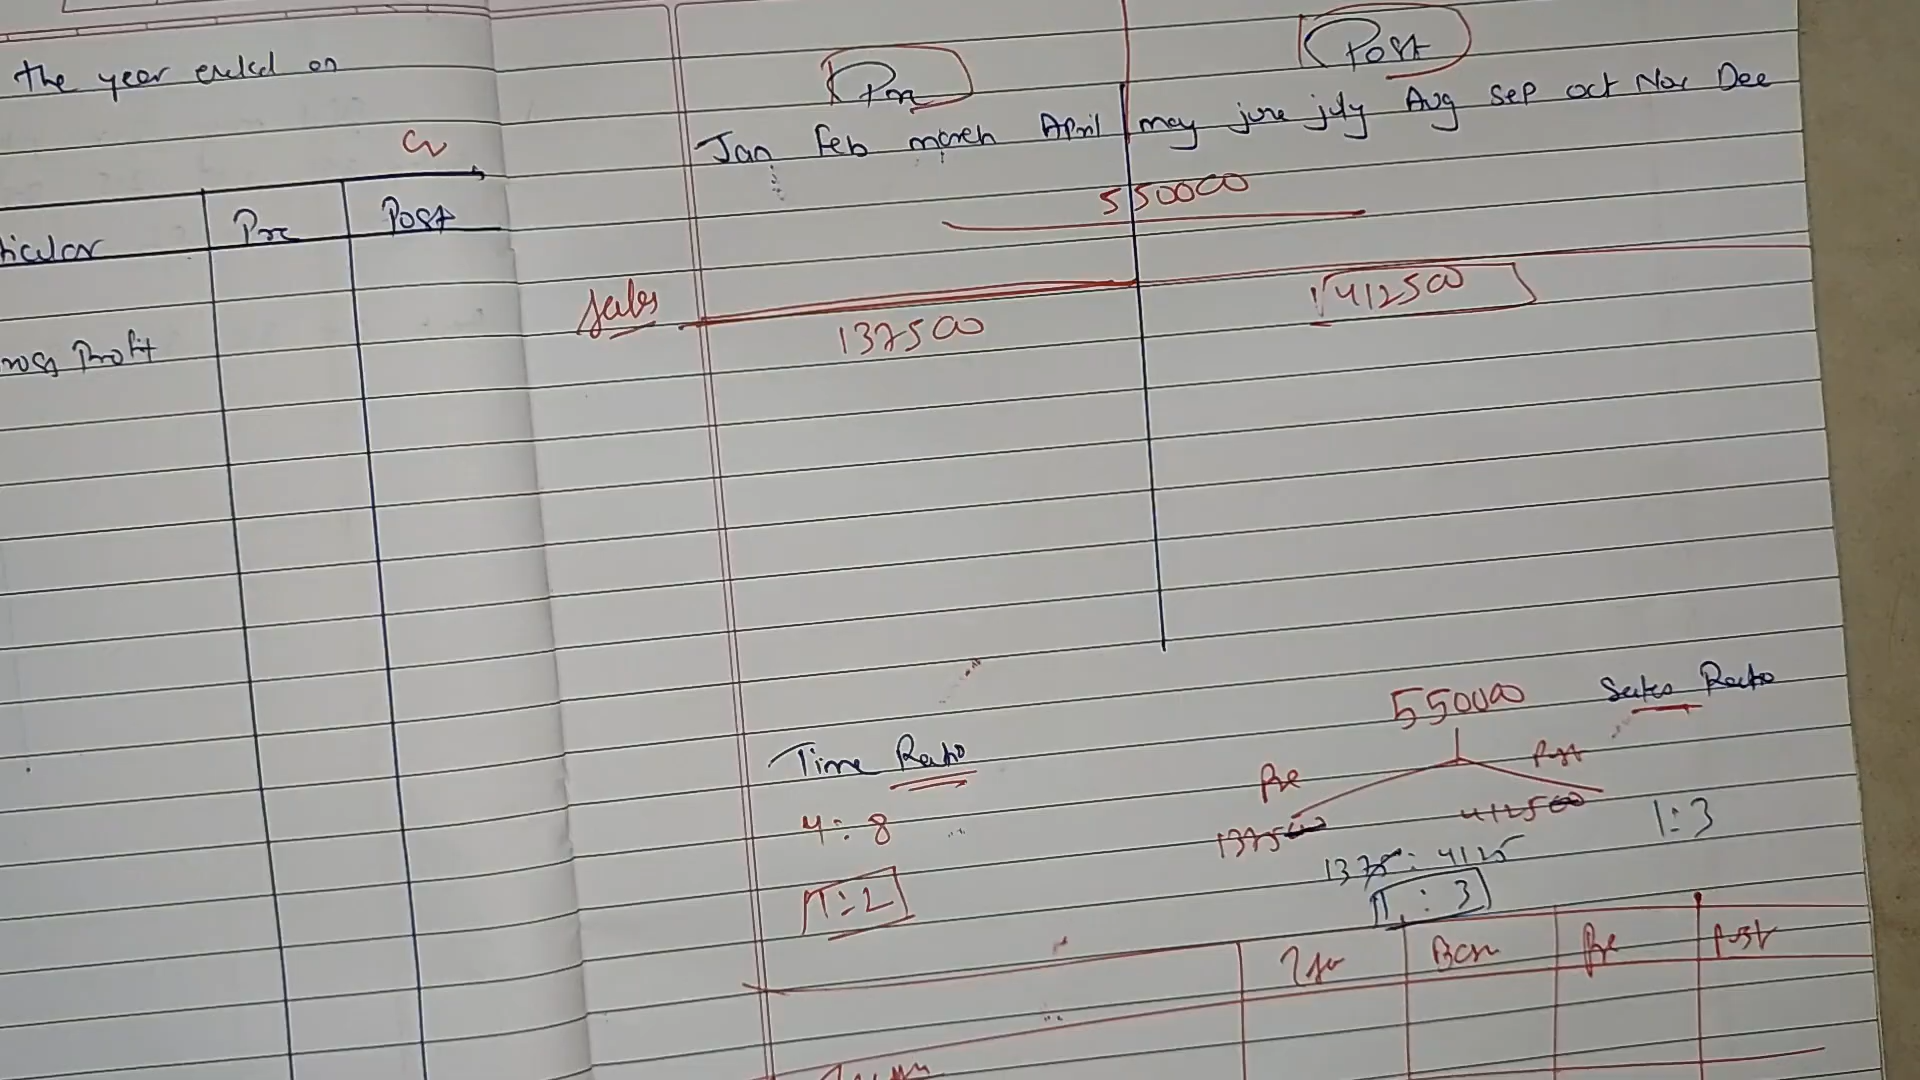 the year ended on
Cr
Pre Post
Profit
Pre Post
Jan Feb march April may june july Aug Sep oct Nov Dec
550000
Sales 137500 412500
550000 Sales Ratio
Time Ratio
Pre Post
4:8 137500 412500 1:3
1375:4125
1:2 1:3
Pre Post